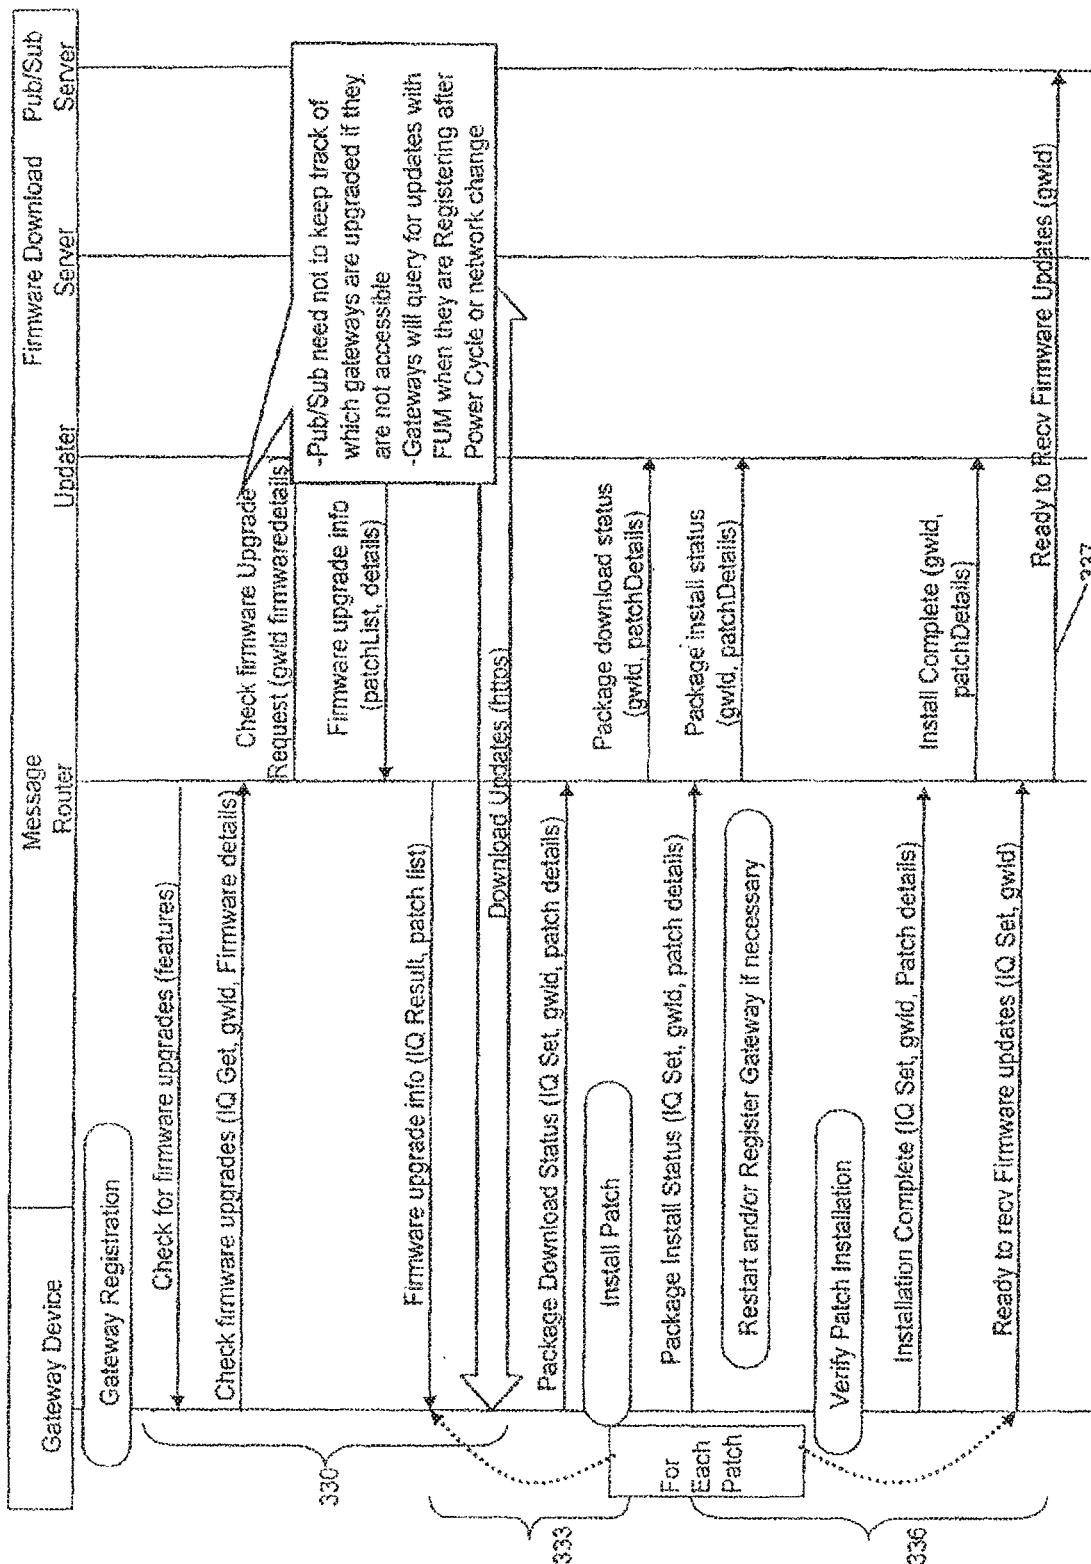 Gateway Device
Message
Router
Updater
Firmware Download
Server
Pub/Sub
Server
Gateway Registration
Check for firmware upgrades (features)
Check firmware upgrades (IQ Get, gwId, Firmware details)
Check firmware Upgrade
Request (gwId firmwaredetails)
-Pub/Sub need not to keep track of
which gateways are upgraded if they
are not accessible
-Gateways will query for updates with
FUM when they are Registering after
Power Cycle or network change
Firmware upgrade info
(patchList, details)
330
Firmware upgrade info (IQ Result, patch list)
Download Updates (https)
Package Download Status (IQ Set, gwId, patch details)
Package download status
(gwId, patchDetails)
333
Install Patch
For
Each
Patch
Package Install Status (IQ Set, gwId, patch details)
Package install status
(gwId, patchDetails)
Restart and/or Register Gateway if necessary
Verify Patch Installation
336
Installation Complete (IQ Set, gwId, Patch details)
Install Complete (gwId,
patchDetails)
Ready to recv Firmware updates (IQ Set, gwId)
Ready to Recv Firmware Updates (gwId)
337